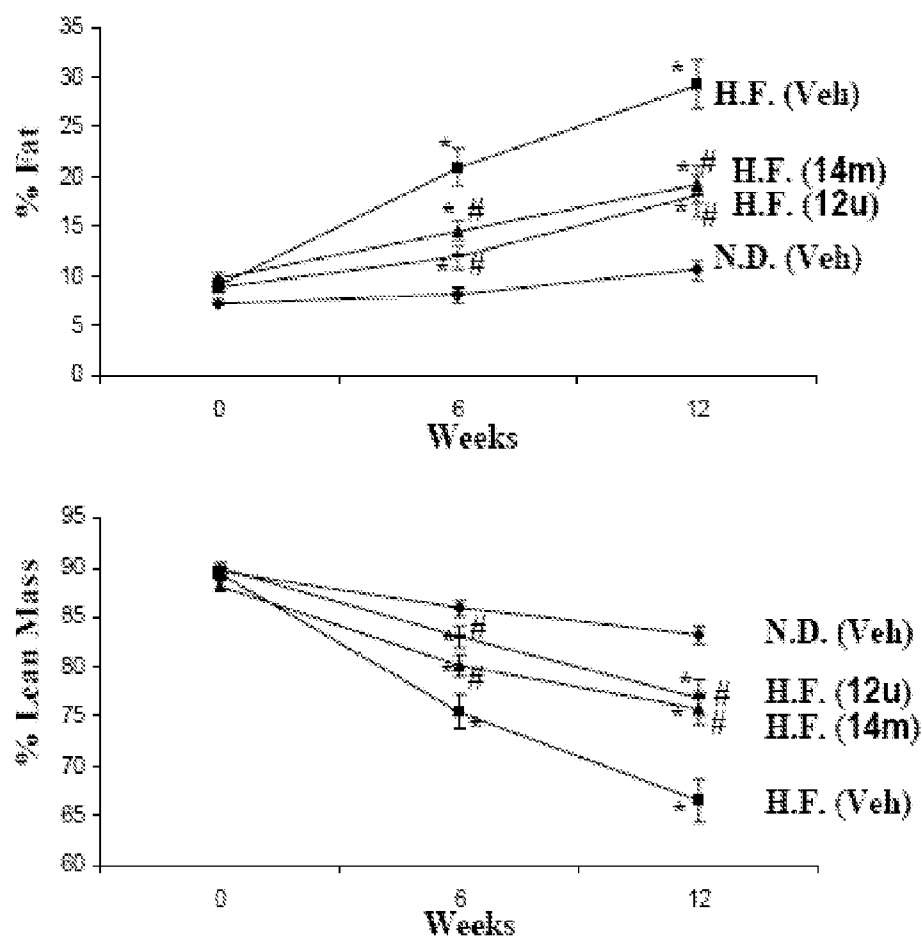 35
30
25
20
15
10
5
0
% Fat
* * * # * # * # * #
H.F. (Veh)
H.F. (14m)
H.F. (12u)
N.D. (Veh)
0 6 12
Weeks
95
90
85
80
75
70
65
60
% Lean Mass
* # * # * * # * # *
N.D. (Veh)
H.F. (12u)
H.F. (14m)
H.F. (Veh)
0 6 12
Weeks